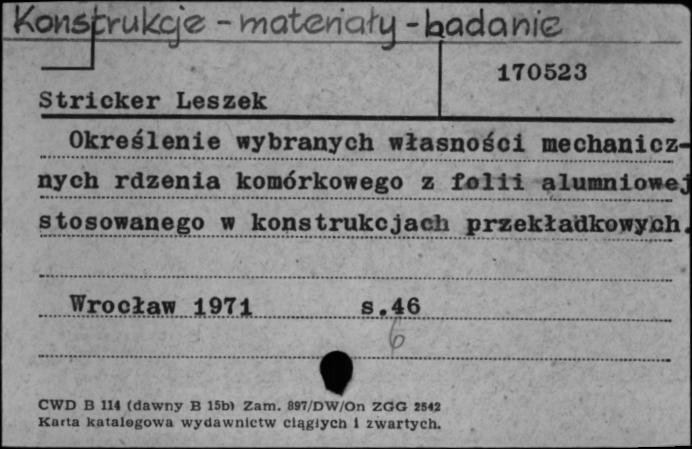 Konstrukcje - materiały - badanie
170523
Stricker Leszek
Określenie wybranych własności mechanicz-
nych rdzenia komórkowego z folii alumniowej
stosowanego w konstrukcjach przekładkowych.
Wrocław 1971 s.46
6
CWD B 114 (dawny B 15b) Zam. 897/DW/On ZGG 2542
Karta katalogowa wydawnictw ciągłych i zwartych.